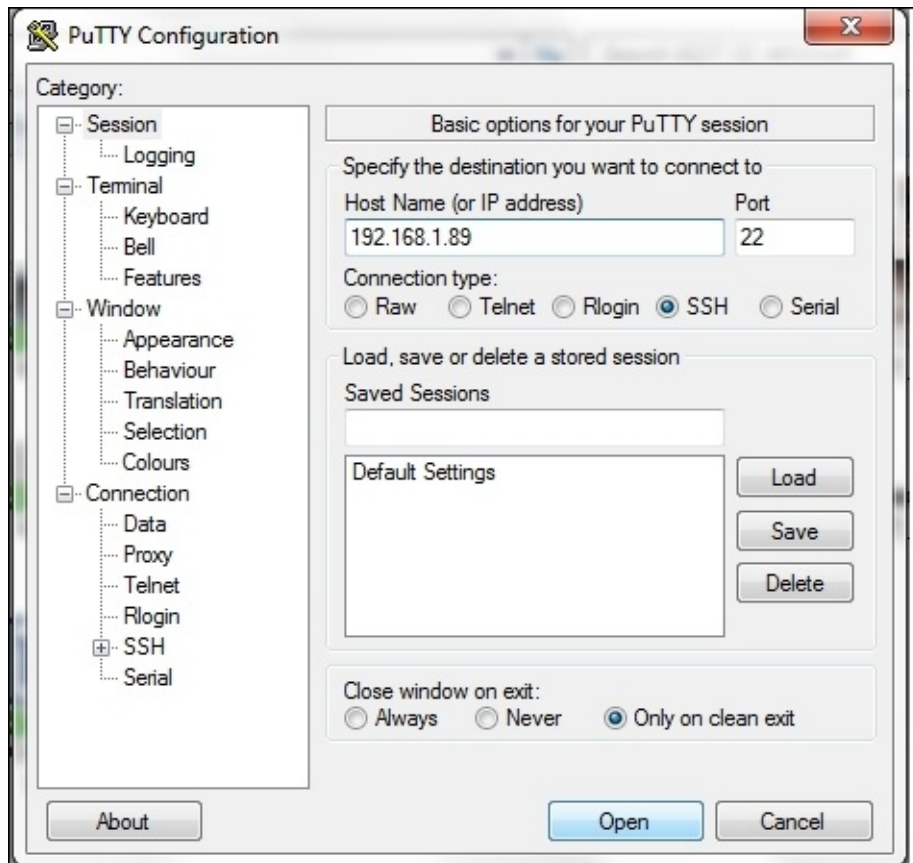 PuTTY Configuration
Category:
Session
Logging
Terminal
Keyboard
Bell
Features
Window
Appearance
Behaviour
Translation
Selection
Colours
Connection
Data
Proxy
Telnet
Rlogin
SSH
Serial
Basic options for your PuTTY session
Specify the destination you want to connect to
Host Name (or IP address) Port
192.168.1.89 22
Connection type:
Raw Telnet Rlogin SSH Serial
Load, save or delete a stored session
Saved Sessions
Default Settings
Load
Save
Delete
Close window on exit:
Always Never Only on clean exit
About Open Cancel